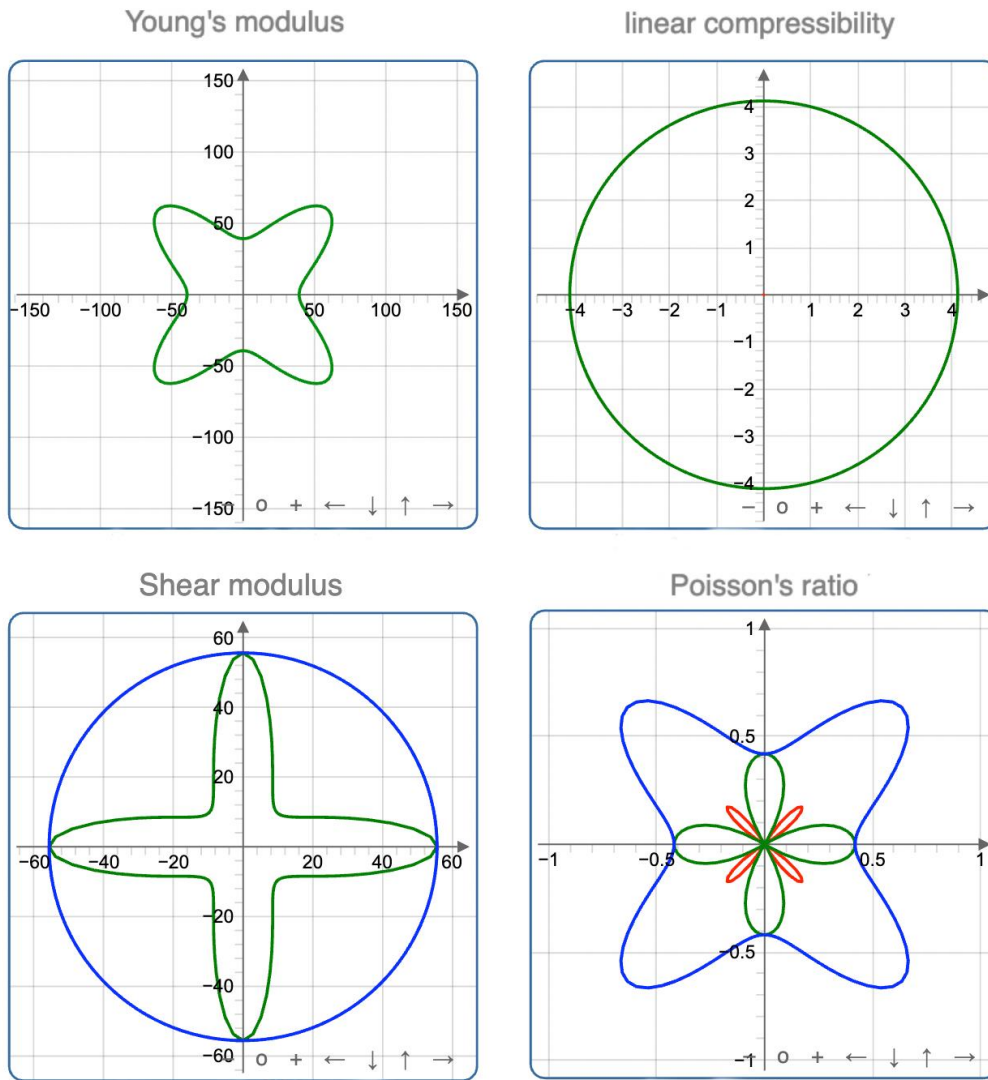 Young's modulus
150
100
50
−150 −100 −50 50 100 150
−50
−100
−150
− o + ← ↓ ↑ →
linear compressibility
4
3
2
1
−4 −3 −2 −1 1 2 3 4
−1
−2
−3
−4
− o + ← ↓ ↑ →
Shear modulus
60
40
20
−60 −40 −20 20 40 60
−20
−40
−60
− o + ← ↓ ↑ →
Poisson's ratio
1
0.5
−1 −0.5 0.5 1
−0.5
−1
− o + ← ↓ ↑ →